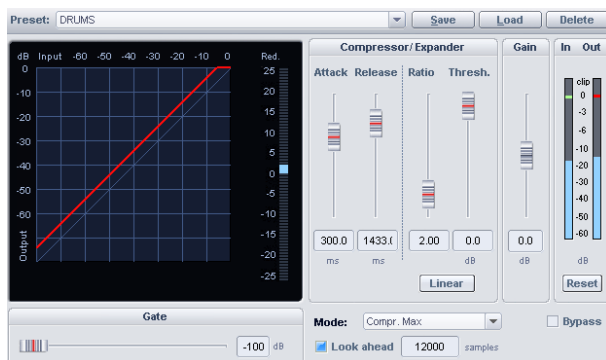 Preset: DRUMS Save Load Delete
dB Input -60 -50 -40 -30 -20 -10 0 Red.
0
-10
-20
-30
-40
-50
-60
Output
25
20
15
10
5
0
-5
-10
-15
-20
-25
Compressor/Expander
Attack Release Ratio Thresh.
300.0 1433.( 2.00 0.0
ms ms dB
Linear
Gain
0.0
dB
In Out
clip
0
-3
-6
-10
-20
-30
-40
-50
-60
dB
Reset
Gate
-100 dB
Mode: Compr. Max Bypass
Look ahead 12000 samples